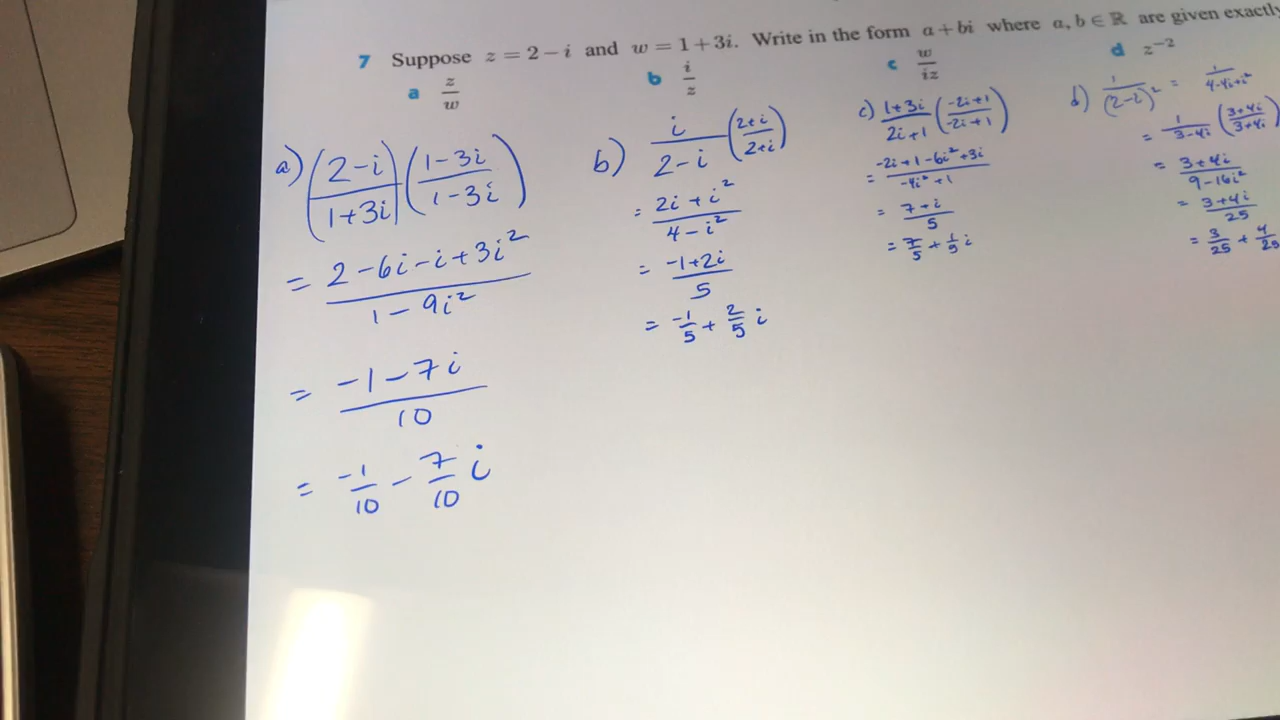 7 Suppose z = 2 − i and w = 1 + 3i. Write in the form a + bi where a, b ∈ ℝ are given exactly
a z/w b i/z c w/iz d z⁻²
a) (2-i / 1+3i) (1-3i / 1-3i)
= 2-6i-i+3i² / 1-9i²
= -1-7i / 10
= -1/10 - 7/10 i
b) i / 2-i (2+i / 2+i)
= 2i+i² / 4-i²
= -1+2i / 5
= -1/5 + 2/5 i
c) 1+3i / 2i+1 (-2i+1 / -2i+1)
= -2i+1-6i²+3i / -4i²+1
= 7+i / 5
= 7/5 + 1/5 i
d) 1 / (2-i)² = 1 / 4-4i+i²
= 1 / 3-4i (3+4i / 3+4i)
= 3+4i / 9-16i²
= 3+4i / 25
= 3/25 + 4/25